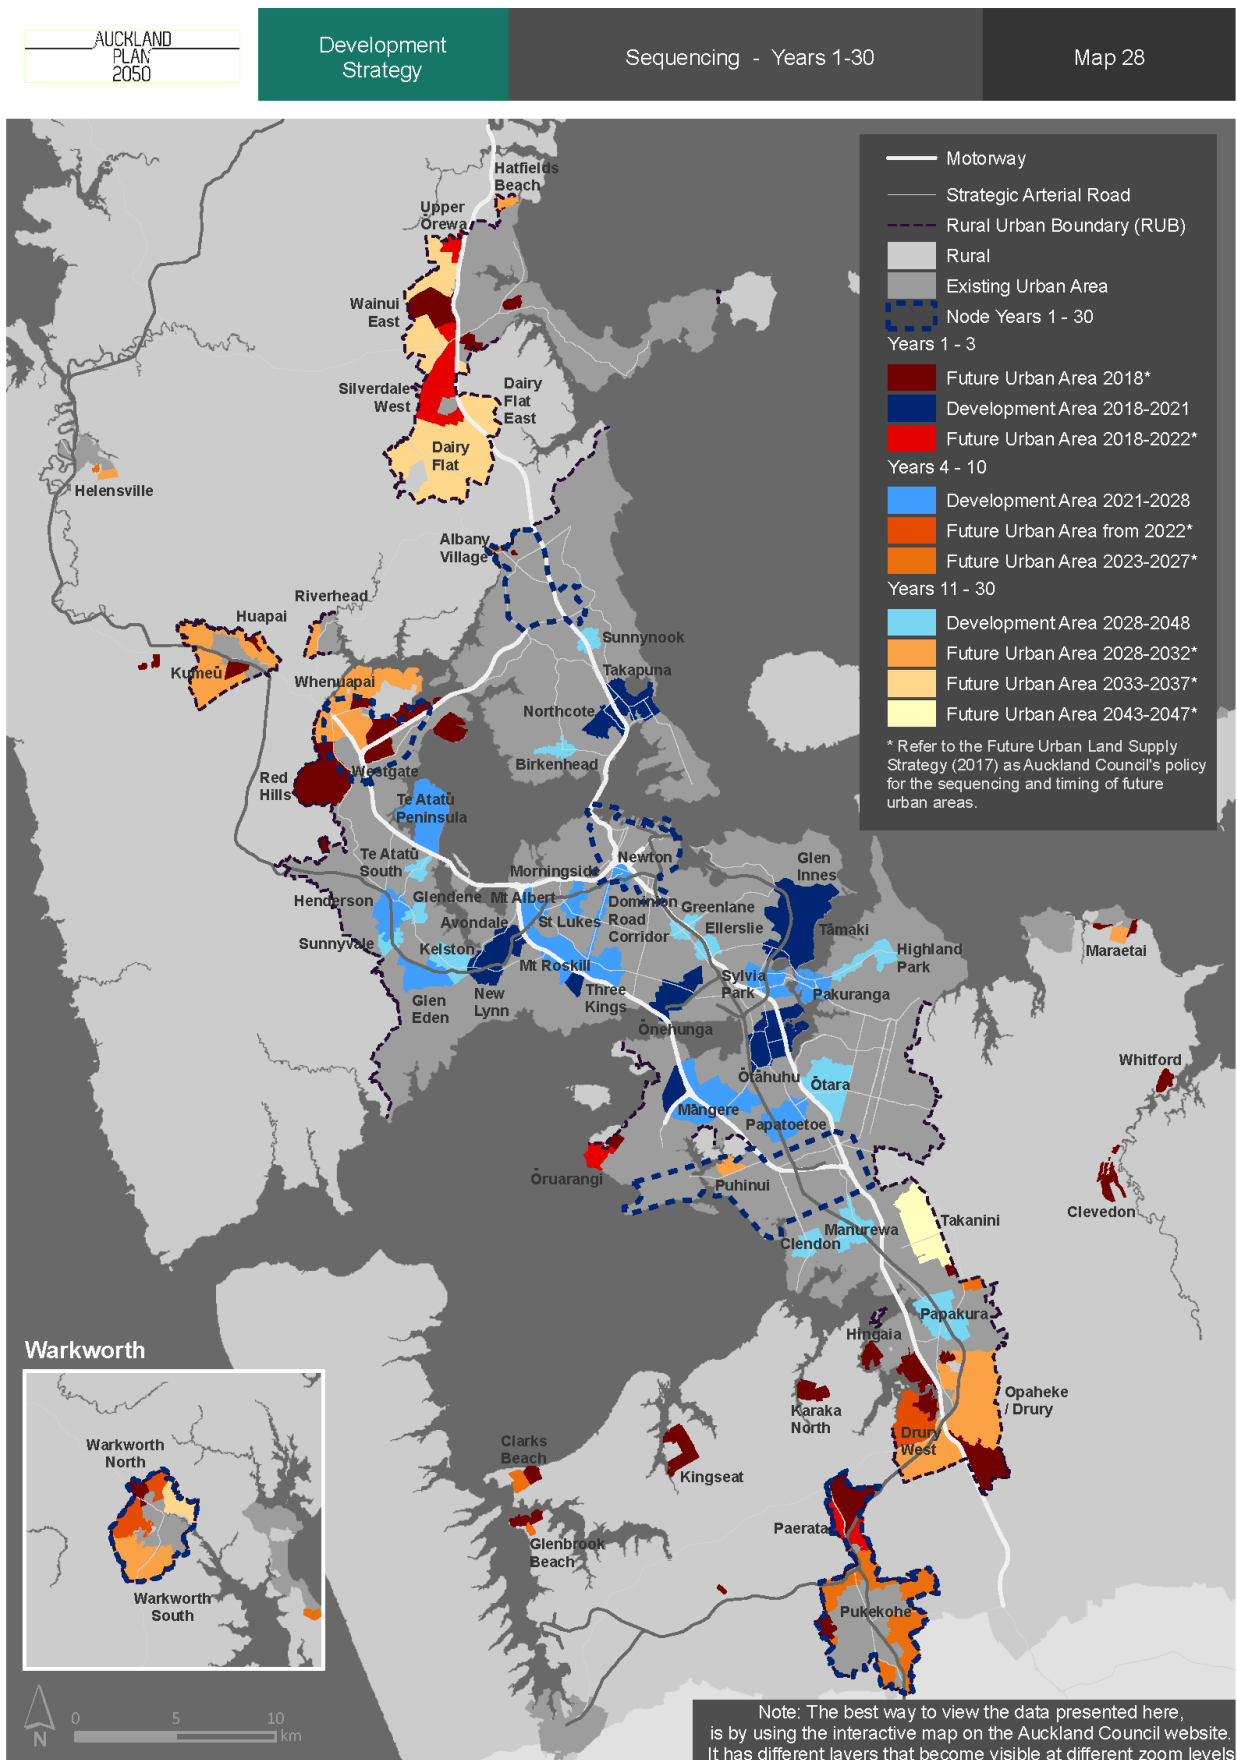 AUCKLAND
PLAN
2050
Development
Strategy
Sequencing - Years 1-30
Map 28
Motorway
Strategic Arterial Road
Rural Urban Boundary (RUB)
Rural
Existing Urban Area
Node Years 1 - 30
Years 1 - 3
Future Urban Area 2018*
Development Area 2018-2021
Future Urban Area 2018-2022*
Years 4 - 10
Development Area 2021-2028
Future Urban Area from 2022*
Future Urban Area 2023-2027*
Years 11 - 30
Development Area 2028-2048
Future Urban Area 2028-2032*
Future Urban Area 2033-2037*
Future Urban Area 2043-2047*
* Refer to the Future Urban Land Supply
Strategy (2017) as Auckland Council's policy
for the sequencing and timing of future
urban areas.
Hatfields
Beach
Upper
Ōrewa
Wainui
East
Silverdale
West
Dairy
Flat
East
Dairy
Flat
Helensville
Albany
Village
Riverhead
Huapai
Kumeū
Whenuapai
Sunnynook
Takapuna
Northcote
Birkenhead
Westgate
Red
Hills
Te Atatū
Peninsula
Te Atatū
South
Morningside
Newton
Glen
Innes
Henderson
Glendene
Mt Albert
Avondale
St Lukes
Dominion
Road
Corridor
Greenlane
Ellerslie
Tāmaki
Sunnyvale
Kelston
Mt Roskill
Highland
Park
Maraetai
Glen
Eden
New
Lynn
Three
Kings
Sylvia
Park
Pakuranga
Ōnehunga
Whitford
Ōtāhuhu
Ōtara
Māngere
Papatoetoe
Ōruarangi
Puhinui
Clevedon
Takanini
Manurewa
Clendon
Papakura
Hingaia
Opaheke
/ Drury
Karaka
North
Drury
West
Clarks
Beach
Kingseat
Glenbrook
Beach
Paerata
Pukekohe
Warkworth
Warkworth
North
Warkworth
South
N
0 5 10
km
Note: The best way to view the data presented here,
is by using the interactive map on the Auckland Council website.
It has different layers that become visible at different zoom levels